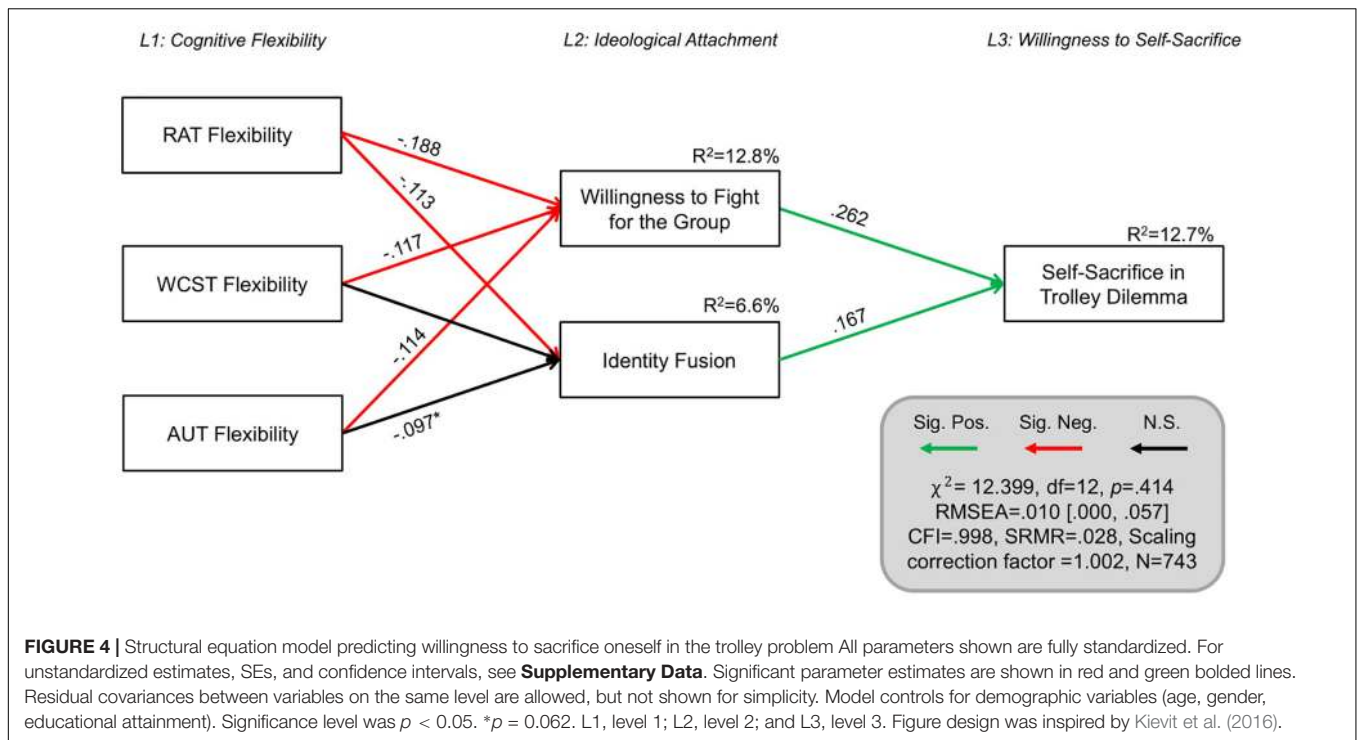 L1: Cognitive Flexibility
L2: Ideological Attachment
L3: Willingness to Self-Sacrifice
RAT Flexibility
WCST Flexibility
AUT Flexibility
-.188
-.113
-.117
-.114
-.097*
R²=12.8%
Willingness to Fight
for the Group
R²=6.6%
Identity Fusion
.262
.167
R²=12.7%
Self-Sacrifice in
Trolley Dilemma
Sig. Pos. Sig. Neg. N.S.
χ²= 12.399, df=12, p=.414
RMSEA=.010 [.000, .057]
CFI=.998, SRMR=.028, Scaling
correction factor =1.002, N=743
FIGURE 4 | Structural equation model predicting willingness to sacrifice oneself in the trolley problem All parameters shown are fully standardized. For
unstandardized estimates, SEs, and confidence intervals, see Supplementary Data. Significant parameter estimates are shown in red and green bolded lines.
Residual covariances between variables on the same level are allowed, but not shown for simplicity. Model controls for demographic variables (age, gender,
educational attainment). Significance level was p < 0.05. *p = 0.062. L1, level 1; L2, level 2; and L3, level 3. Figure design was inspired by Kievit et al. (2016).